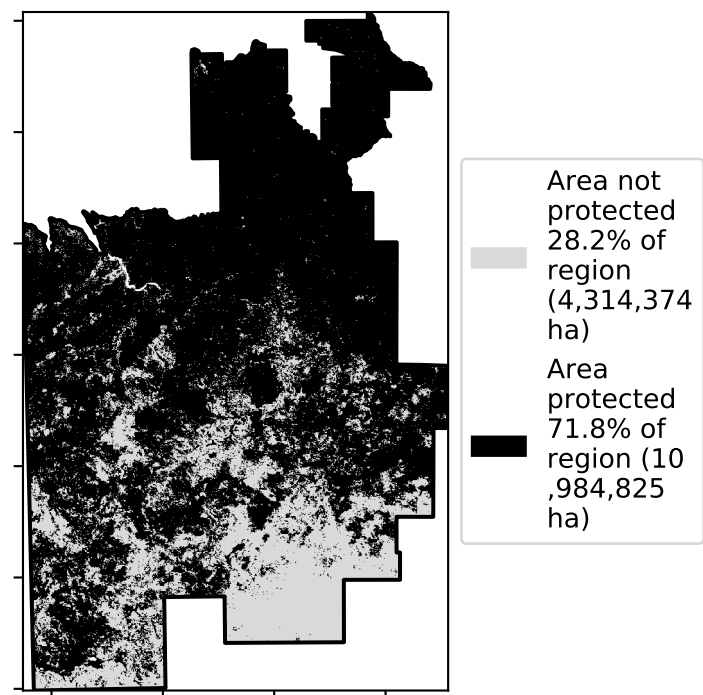 Area not
protected
28.2% of
region
(4,314,374
ha)
Area
protected
71.8% of
region (10
,984,825
ha)